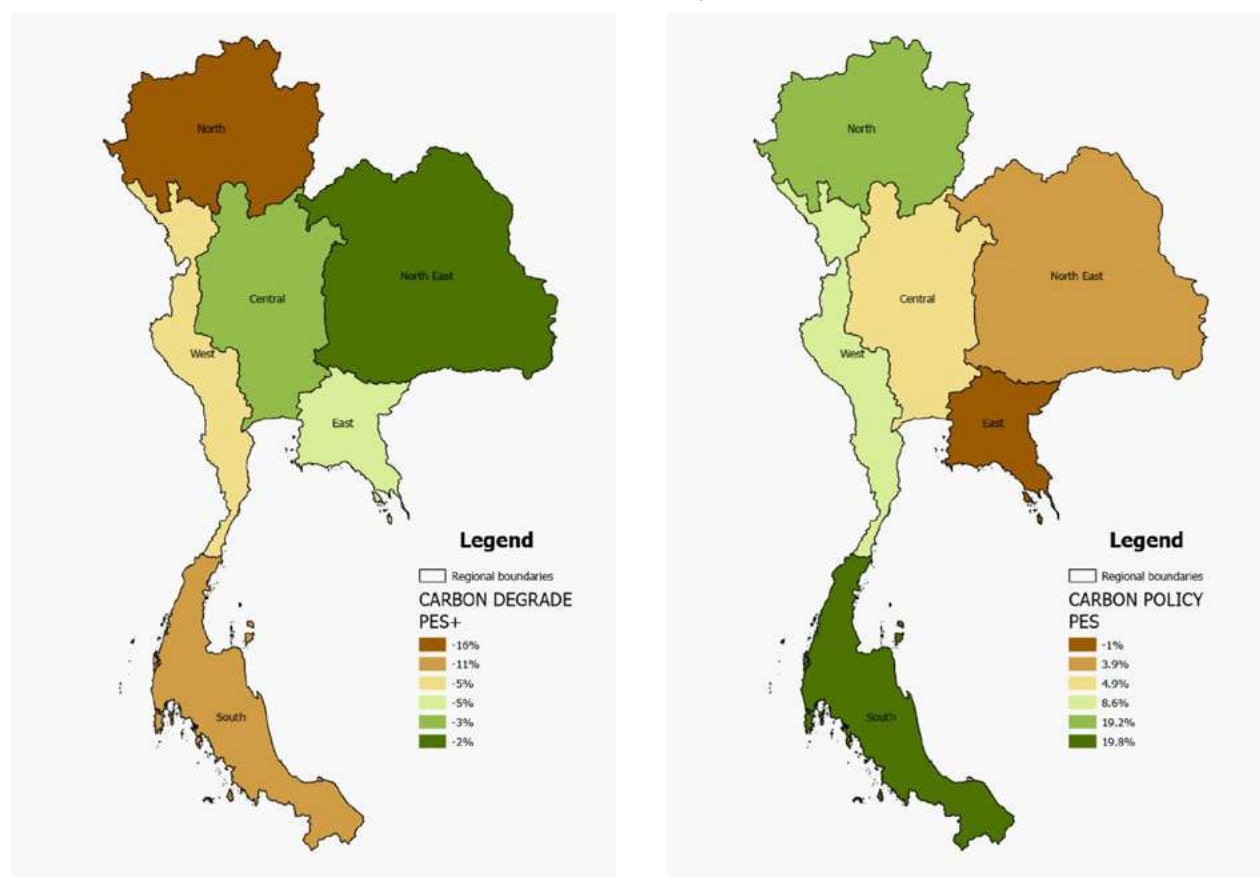 North
North East
Central
West
East
South
Legend
Regional boundaries
CARBON DEGRADE
PES+
-16%
-11%
-5%
-5%
-3%
-2%
North
North East
Central
West
East
South
Legend
Regional boundaries
CARBON POLICY
PES
-1%
3.9%
4.9%
8.6%
19.2%
19.8%